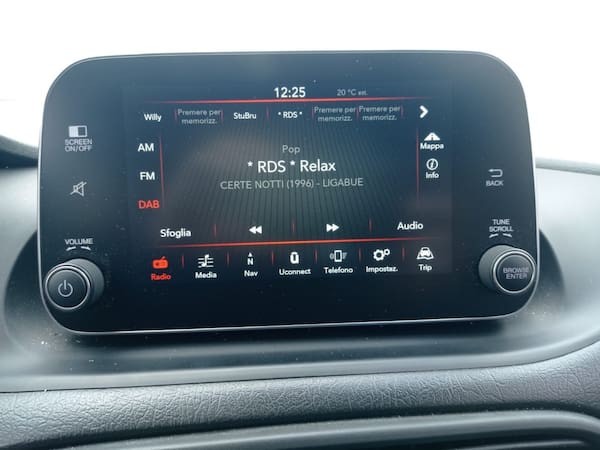 12:25
20 °C est.
Willy
Premere per
memorizz.
StuBru
* RDS *
Premere per
memorizz.
Premere per
memorizz.
SCREEN
ON/OFF
AM
FM
DAB
Pop
* RDS * Relax
CERTE NOTTI (1996) - LIGABUE
Mappa
Info
BACK
Sfoglia
Audio
VOLUME
TUNE
SCROLL
Radio
Media
N
Nav
Uconnect
Telefono
Impostaz.
Trip
BROWSE
ENTER